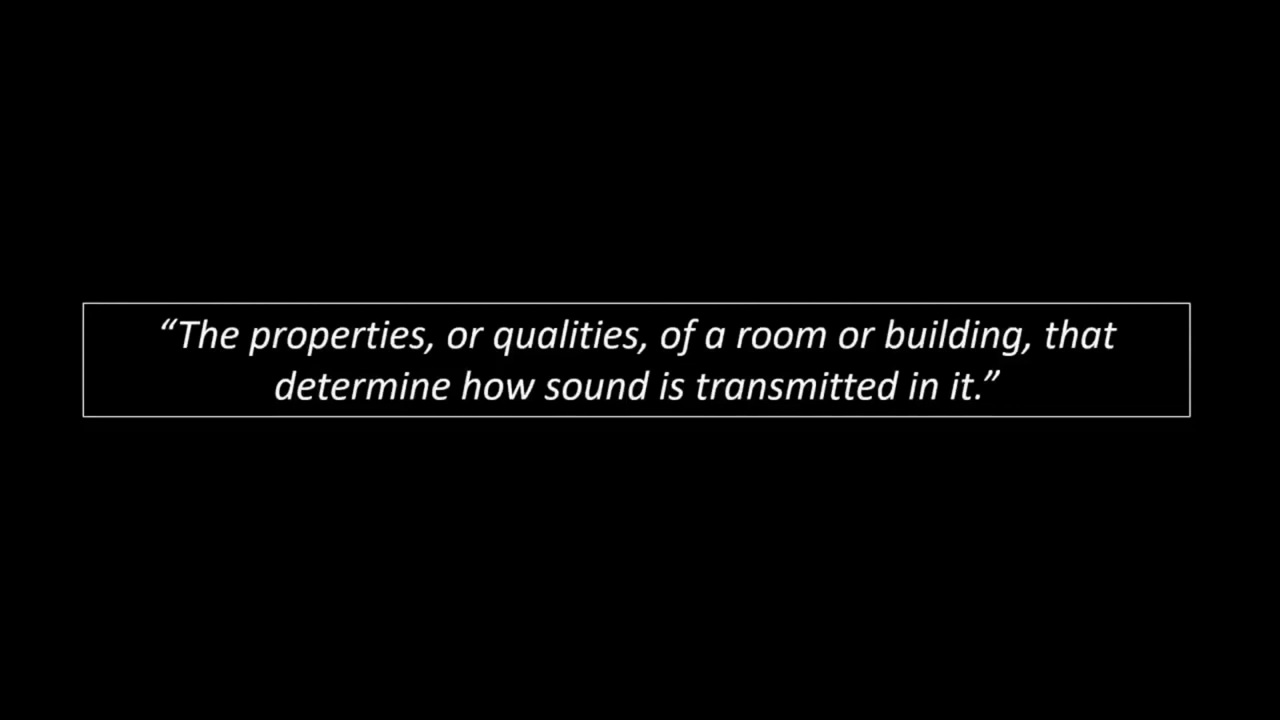 “The properties, or qualities, of a room or building, that
determine how sound is transmitted in it.”